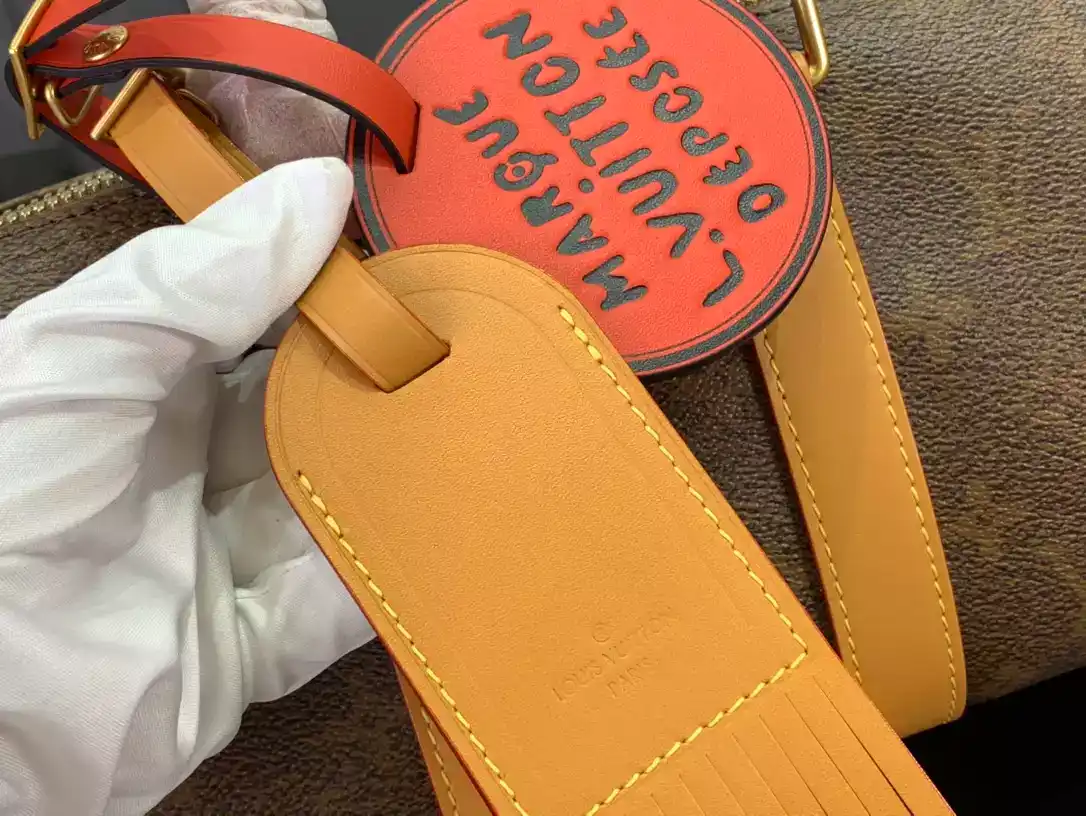 MARQUE
L.VUITTON
DEPOSEE
®
LOUIS VUITTON
PARIS